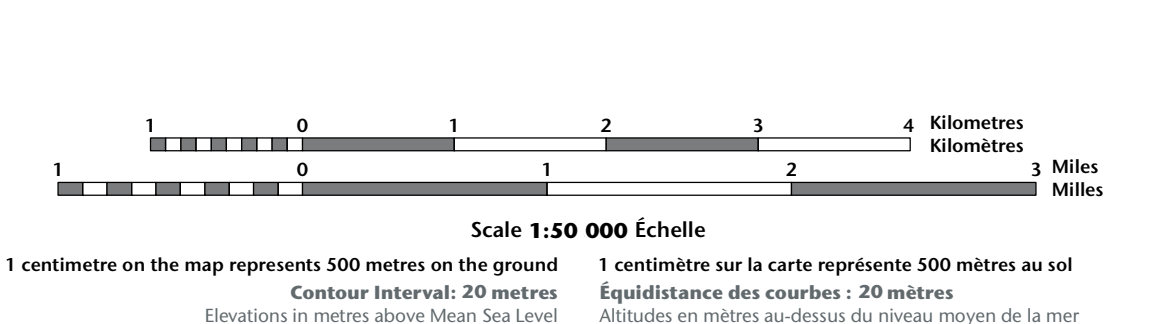 1 0 1 2 3 4 Kilometres
Kilomètres
1 0 1 2 3 Miles
Milles
Scale 1:50 000 Échelle
1 centimetre on the map represents 500 metres on the ground
Contour Interval: 20 metres
Elevations in metres above Mean Sea Level
1 centimètre sur la carte représente 500 mètres au sol
Équidistance des courbes : 20 mètres
Altitudes en mètres au-dessus du niveau moyen de la mer